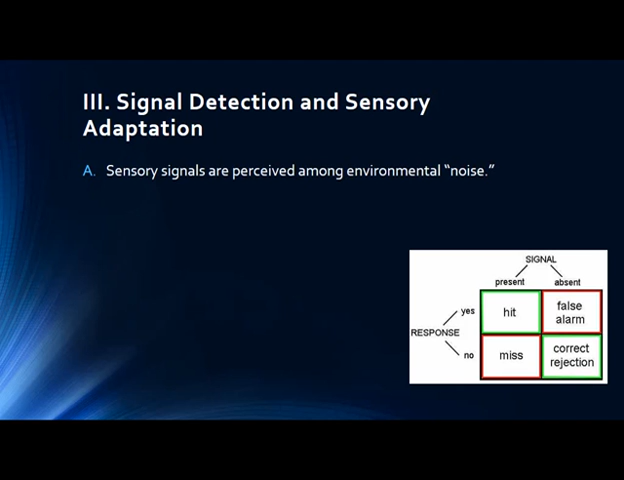 III. Signal Detection and Sensory
Adaptation
A. Sensory signals are perceived among environmental “noise.”
SIGNAL
present absent
yes hit false alarm
RESPONSE
no miss correct rejection